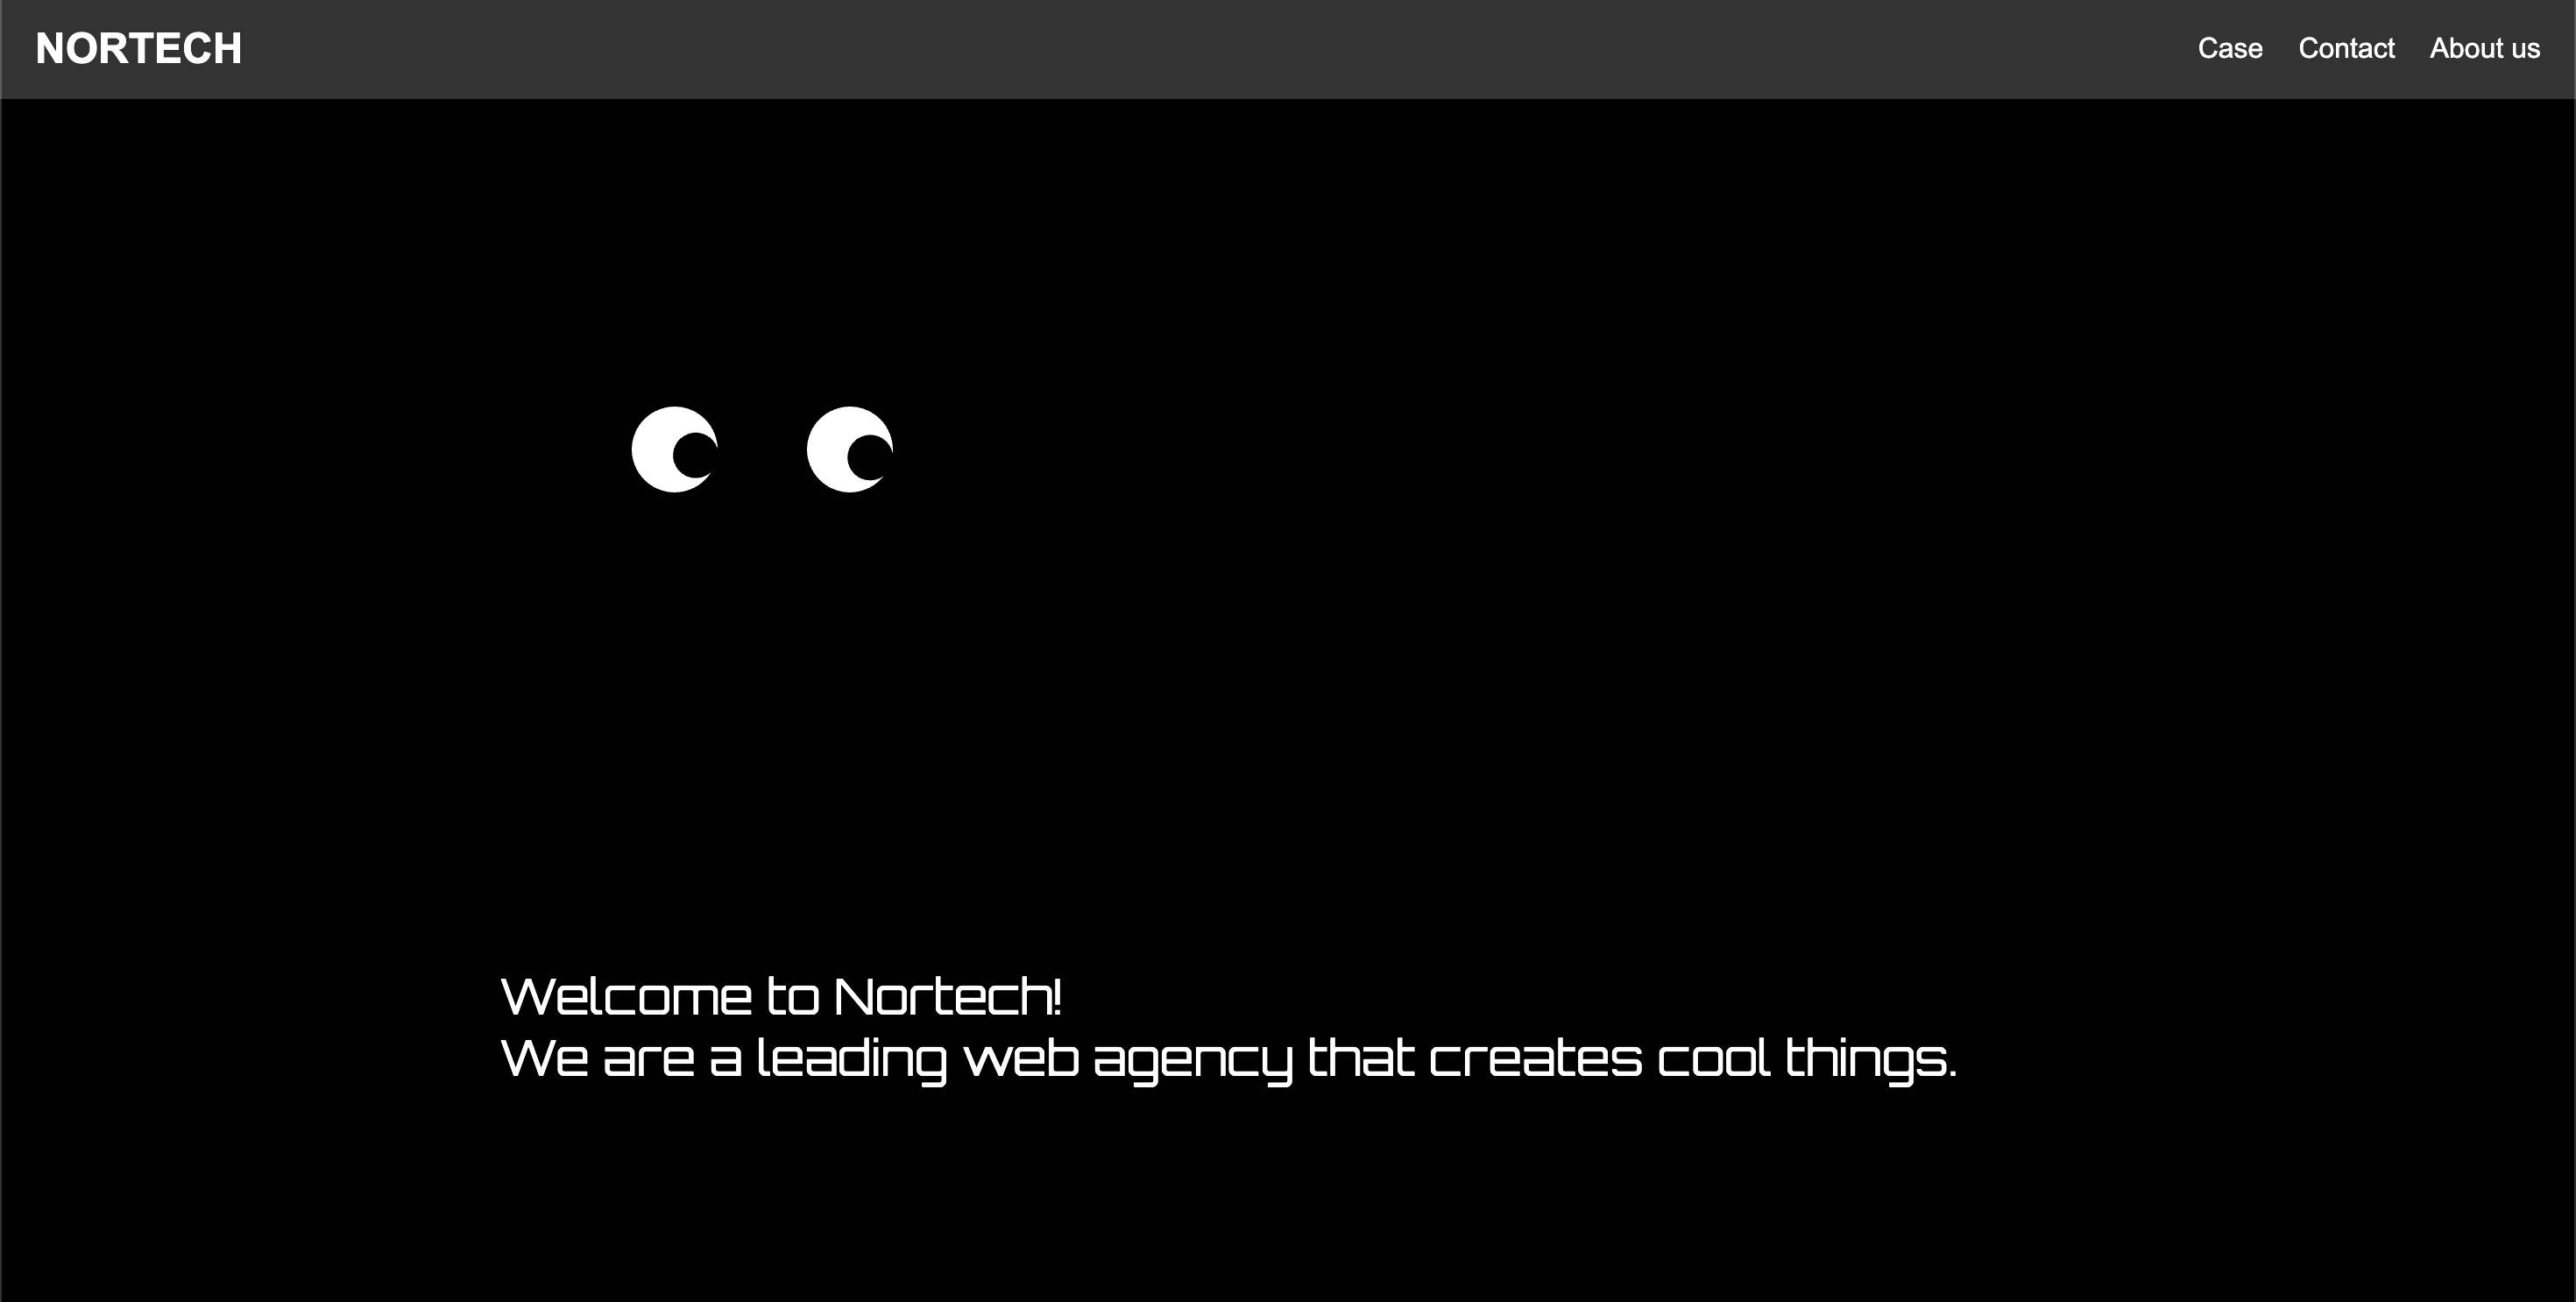 NORTECH
Case Contact About us
Welcome to Nortech!
We are a leading web agency that creates cool things.